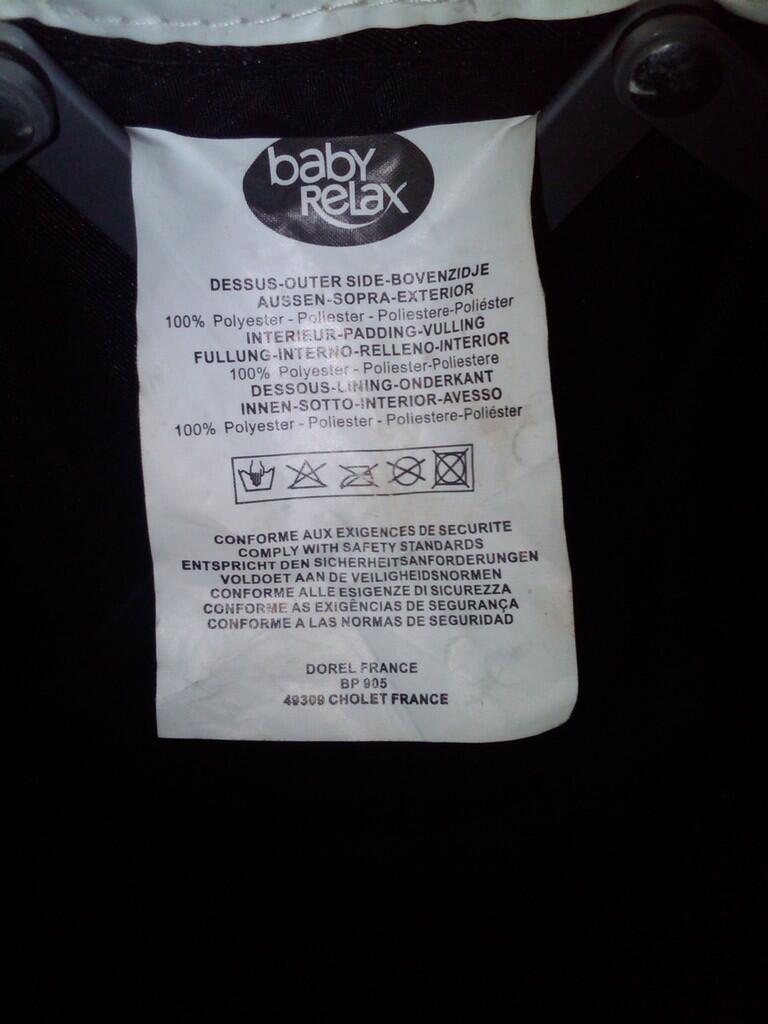 baby
RELAX
DESSUS-OUTER SIDE-BOVENZIDJE
AUSSEN-SOPRA-EXTERIOR
100% Polyester - Poliester - Poliestere-Poliéster
INTERIEUR-PADDING-VULLING
FULLUNG-INTERNO-RELLENO-INTERIOR
100% Polyester - Poliester-Poliestere
DESSOUS-LINING-ONDERKANT
INNEN-SOTTO-INTERIOR-AVESSO
100% Polyester - Poliester - Poliestere-Poliéster
CONFORME AUX EXIGENCES DE SECURITE
COMPLY WITH SAFETY STANDARDS
ENTSPRICHT DEN SICHERHEITSANFORDERUNGEN
VOLDOET AAN DE VEILIGHEIDSNORMEN
CONFORME ALLE ESIGENZE DI SICUREZZA
CONFORME AS EXIGÊNCIAS DE SEGURANÇA
CONFORME A LAS NORMAS DE SEGURIDAD
DOREL FRANCE
BP 905
49309 CHOLET FRANCE